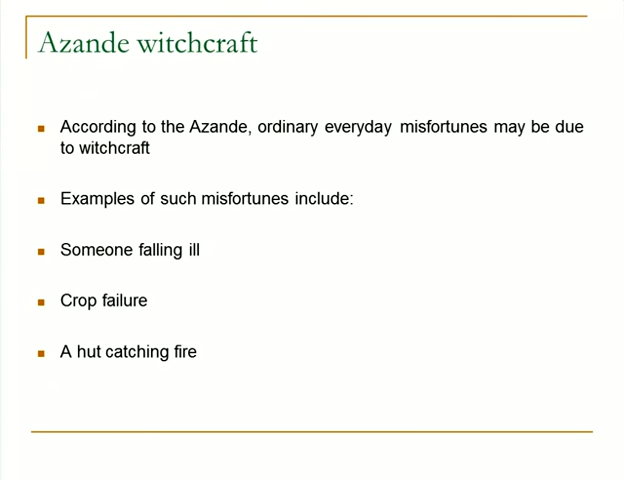 Azande witchcraft
According to the Azande, ordinary everyday misfortunes may be due
to witchcraft
Examples of such misfortunes include:
Someone falling ill
Crop failure
A hut catching fire